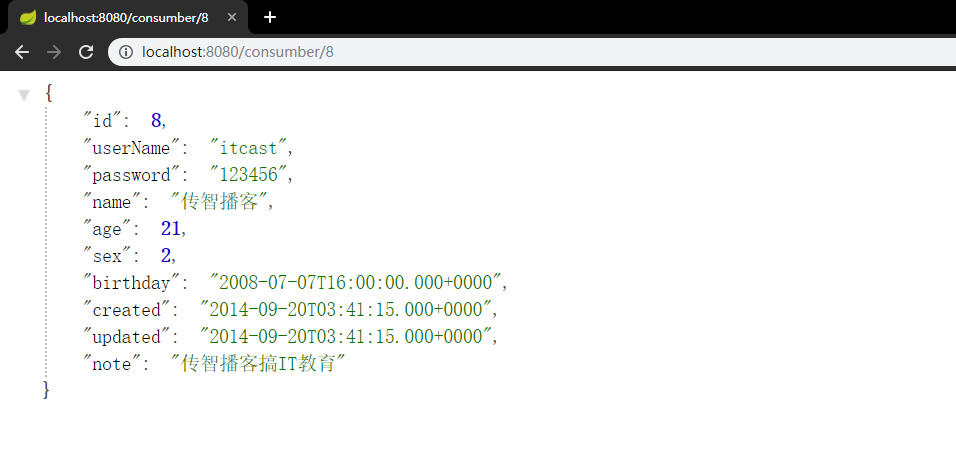 localhost:8080/consumber/8
localhost:8080/consumber/8
{
"id": 8,
"userName": "itcast",
"password": "123456",
"name": "传智播客",
"age": 21,
"sex": 2,
"birthday": "2008-07-07T16:00:00.000+0000",
"created": "2014-09-20T03:41:15.000+0000",
"updated": "2014-09-20T03:41:15.000+0000",
"note": "传智播客搞IT教育"
}